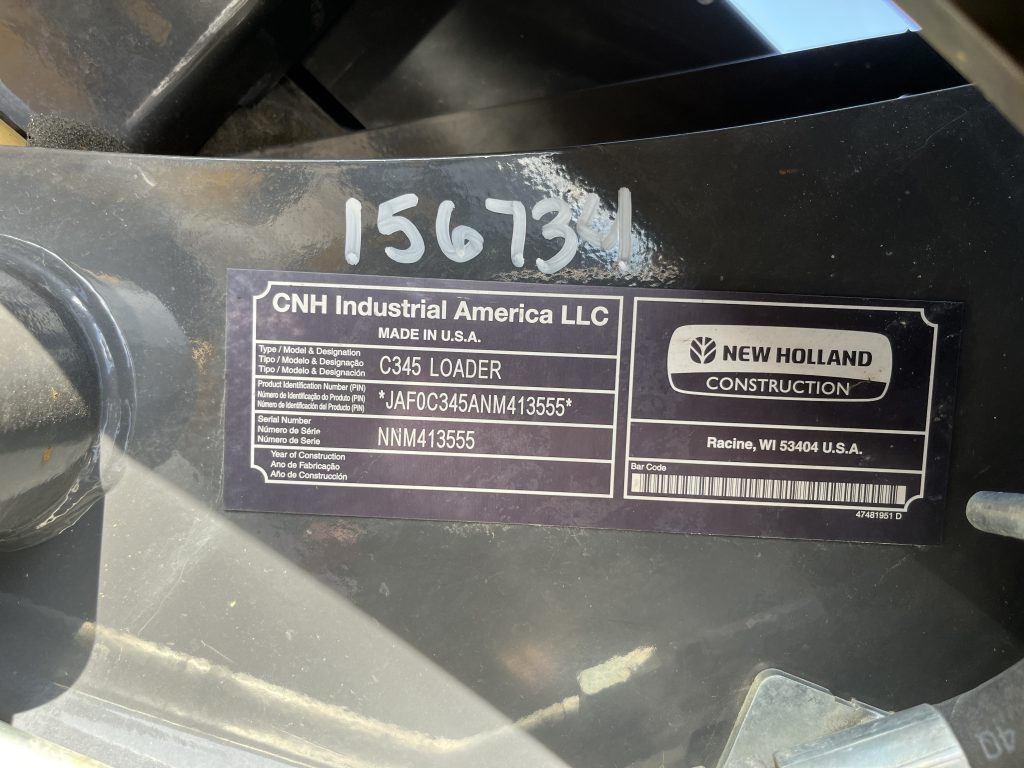 156734
CNH Industrial America LLC
MADE IN U.S.A.
Type / Model & Designation
Tipo / Modelo & Designação
Tipo / Modelo & Designación
C345 LOADER
Product Identification Number (PIN)
Número de Identificação do Produto (PIN)
Número de Identificación del Producto (PIN)
*JAF0C345ANM413555*
Serial Number
Número de Série
Número de Serie
NNM413555
Year of Construction
Ano de Fabricação
Año de Construcción
NEW HOLLAND
CONSTRUCTION
Racine, WI 53404 U.S.A.
Bar Code
47481951 D
40